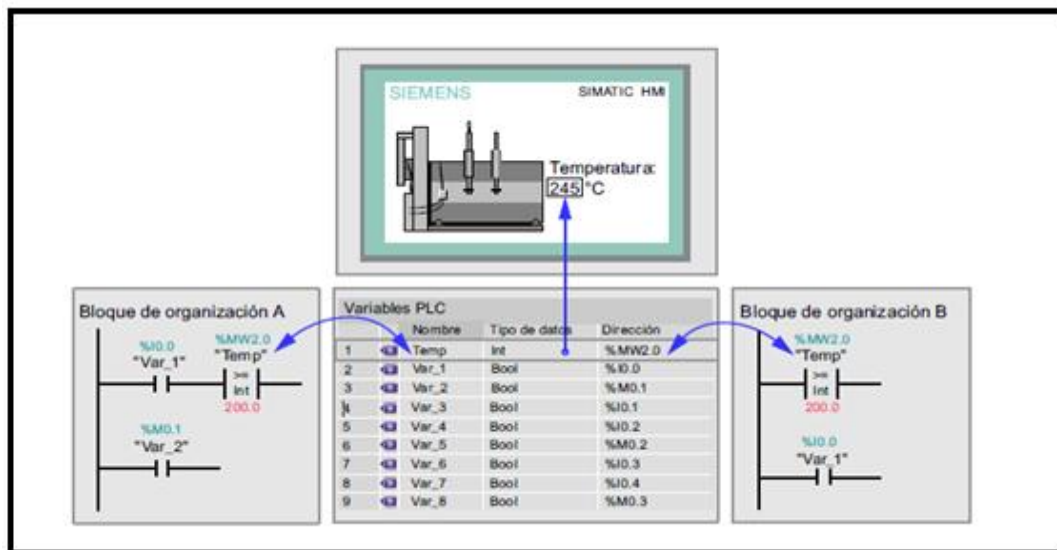 SIEMENS SIMATIC HMI
Temperatura:
245 °C
Bloque de organización A
%I0.0 %MW2.0
"Var_1" "Temp"
>=
Int
200.0
%M0.1
"Var_2"
Variables PLC
Nombre Tipo de datos Dirección
1 Temp Int %MW2.0
2 Var_1 Bool %I0.0
3 Var_2 Bool %M0.1
4 Var_3 Bool %I0.1
5 Var_4 Bool %I0.2
6 Var_5 Bool %M0.2
7 Var_6 Bool %I0.3
8 Var_7 Bool %I0.4
9 Var_8 Bool %M0.3
Bloque de organización B
%MW2.0
"Temp"
>=
Int
200.0
%I0.0
"Var_1"